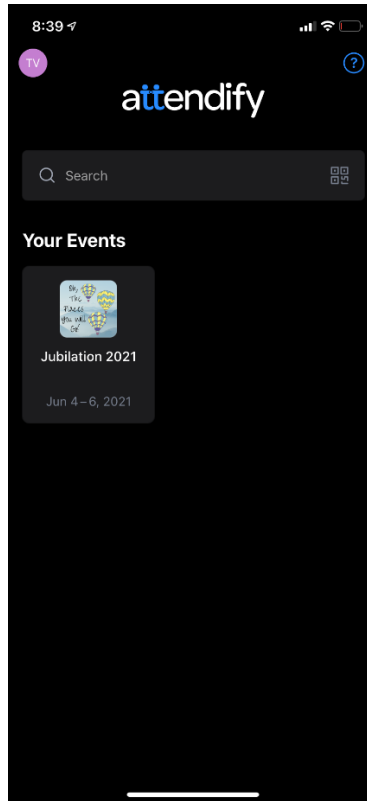 8:39
TV
?
attendify
Search
Your Events
Oh,
The
Places
you will
Go!
Jubilation 2021
Jun 4–6, 2021